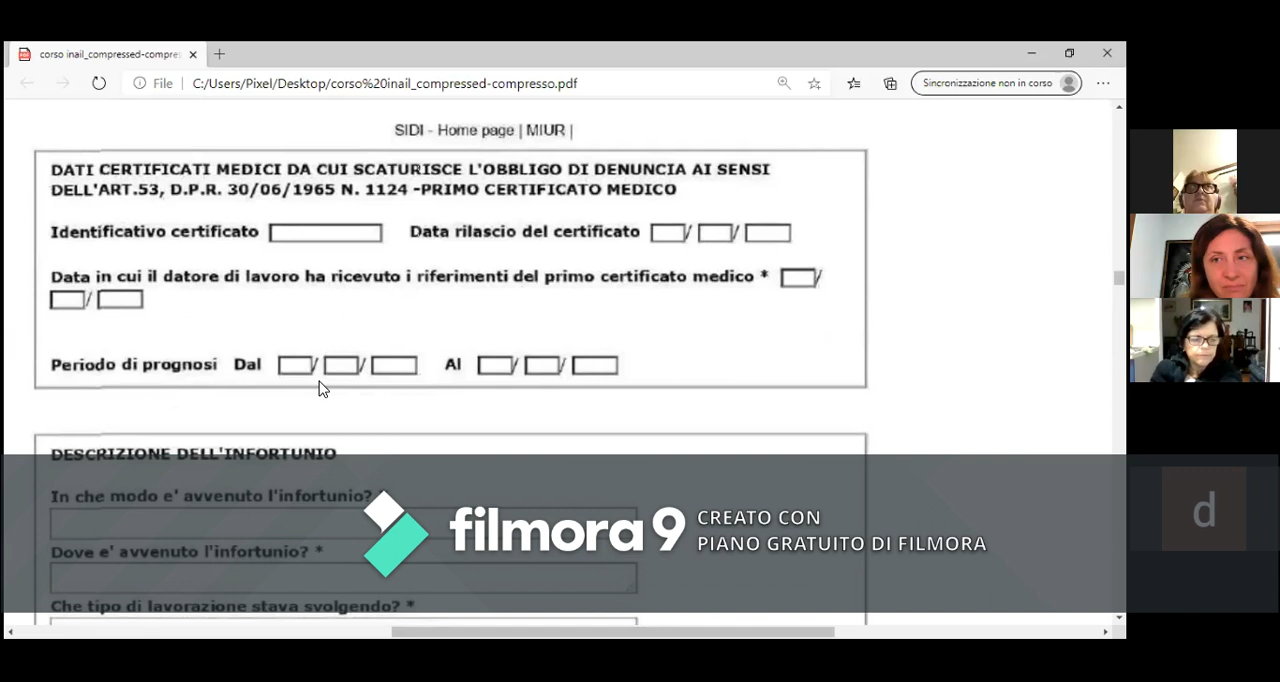 corso inail_compressed-compre
File | C:/Users/Pixel/Desktop/corso%20inail_compressed-compresso.pdf
Sincronizzazione non in corso
SIDI - Home page | MIUR |
DATI CERTIFICATI MEDICI DA CUI SCATURISCE L'OBBLIGO DI DENUNCIA AI SENSI
DELL'ART.53, D.P.R. 30/06/1965 N. 1124 -PRIMO CERTIFICATO MEDICO
Identificativo certificato Data rilascio del certificato / /
Data in cui il datore di lavoro ha ricevuto i riferimenti del primo certificato medico * /
/
Periodo di prognosi Dal / / Al / /
DESCRIZIONE DELL'INFORTUNIO
In che modo e' avvenuto l'infortunio?
Dove e' avvenuto l'infortunio? *
Che tipo di lavorazione stava svolgendo? *
filmora 9
CREATO CON
PIANO GRATUITO DI FILMORA
d